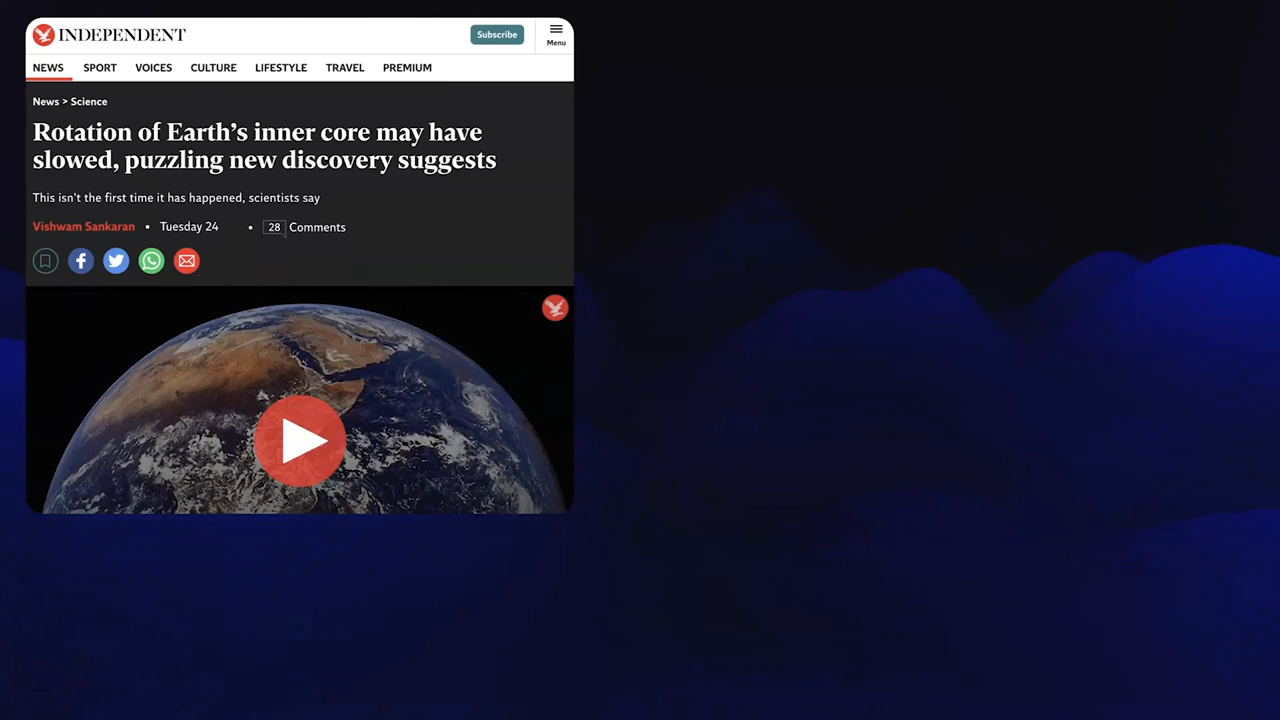 INDEPENDENT
Subscribe
Menu
NEWS SPORT VOICES CULTURE LIFESTYLE TRAVEL PREMIUM
News > Science
Rotation of Earth's inner core may have
slowed, puzzling new discovery suggests
This isn't the first time it has happened, scientists say
Vishwam Sankaran • Tuesday 24 • 28 Comments